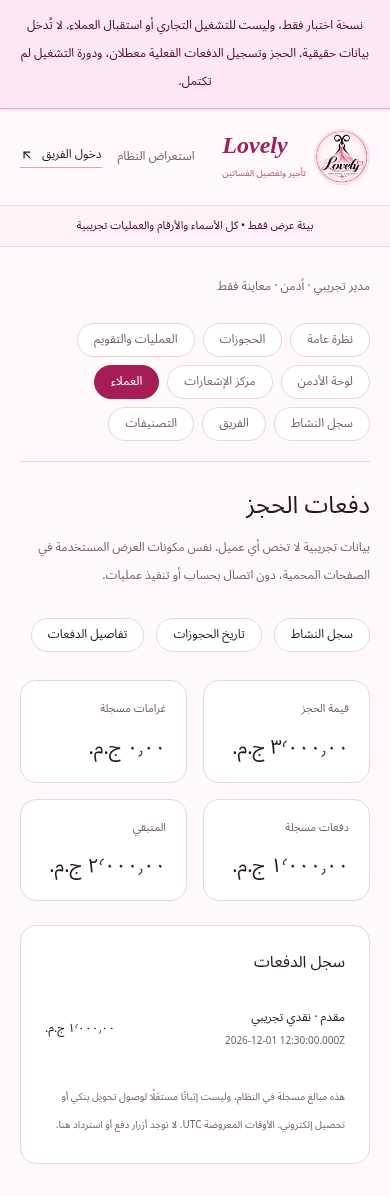 نسخة اختبار فقط، وليست للتشغيل التجاري أو استقبال العملاء. لا تُدخل
بيانات حقيقية. الحجز وتسجيل الدفعات الفعلية معطلان، ودورة التشغيل لم
تكتمل.
Lovely
Lovely
تأجير وتفصيل الفساتين
استعراض النظام
دخول الفريق
بيئة عرض فقط • كل الأسماء والأرقام والعمليات تجريبية
مدير تجريبي · أدمن · معاينة فقط
نظرة عامة
الحجوزات
العمليات والتقويم
لوحة الأدمن
مركز الإشعارات
العملاء
سجل النشاط
الفريق
التصنيفات
دفعات الحجز
بيانات تجريبية لا تخص أي عميل. نفس مكونات العرض المستخدمة في
الصفحات المحمية، دون اتصال بحساب أو تنفيذ عمليات.
سجل النشاط
تاريخ الحجوزات
تفاصيل الدفعات
قيمة الحجز
٣٬٠٠٠٫٠٠ ج.م.
غرامات مسجلة
٠٫٠٠ ج.م.
دفعات مسجلة
١٬٠٠٠٫٠٠ ج.م.
المتبقي
٢٬٠٠٠٫٠٠ ج.م.
سجل الدفعات
مقدم · نقدي تجريبي
2026-12-01 12:30:00.000Z
١٬٠٠٠٫٠٠ ج.م.
هذه مبالغ مسجلة في النظام، وليست إثباتًا مستقلًا لوصول تحويل بنكي أو
تحصيل إلكتروني. الأوقات المعروضة UTC. لا توجد أزرار دفع أو استرداد هنا.